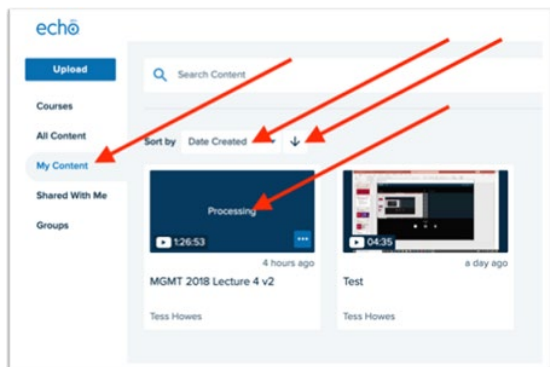 echo
Upload
Search Content
Courses
All Content
Sort by Date Created
My Content
Shared With Me
Groups
Processing
1:26:53
04:35
4 hours ago
a day ago
MGMT 2018 Lecture 4 v2
Test
Tess Howes
Tess Howes